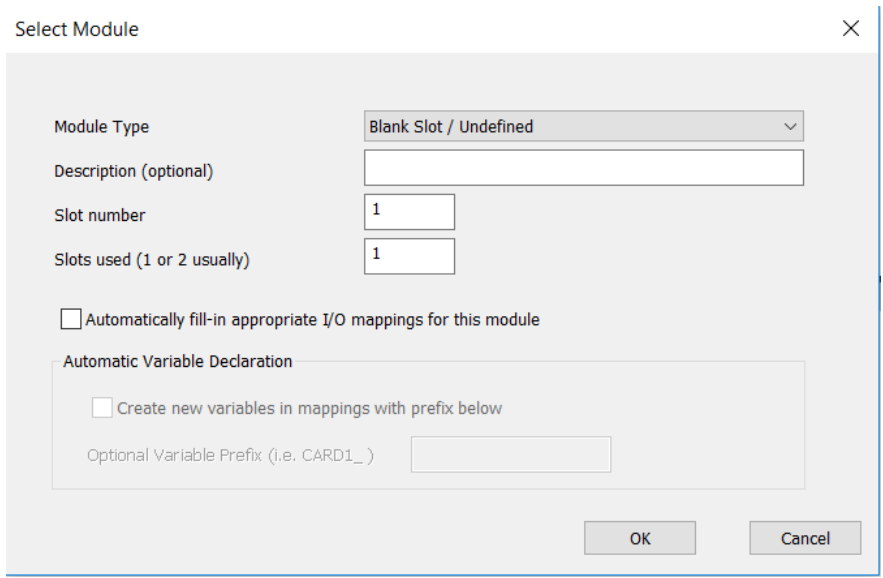 Select Module
Module Type
Blank Slot / Undefined
Description (optional)
Slot number
1
Slots used (1 or 2 usually)
1
Automatically fill-in appropriate I/O mappings for this module
Automatic Variable Declaration
Create new variables in mappings with prefix below
Optional Variable Prefix (i.e. CARD1_ )
OK
Cancel